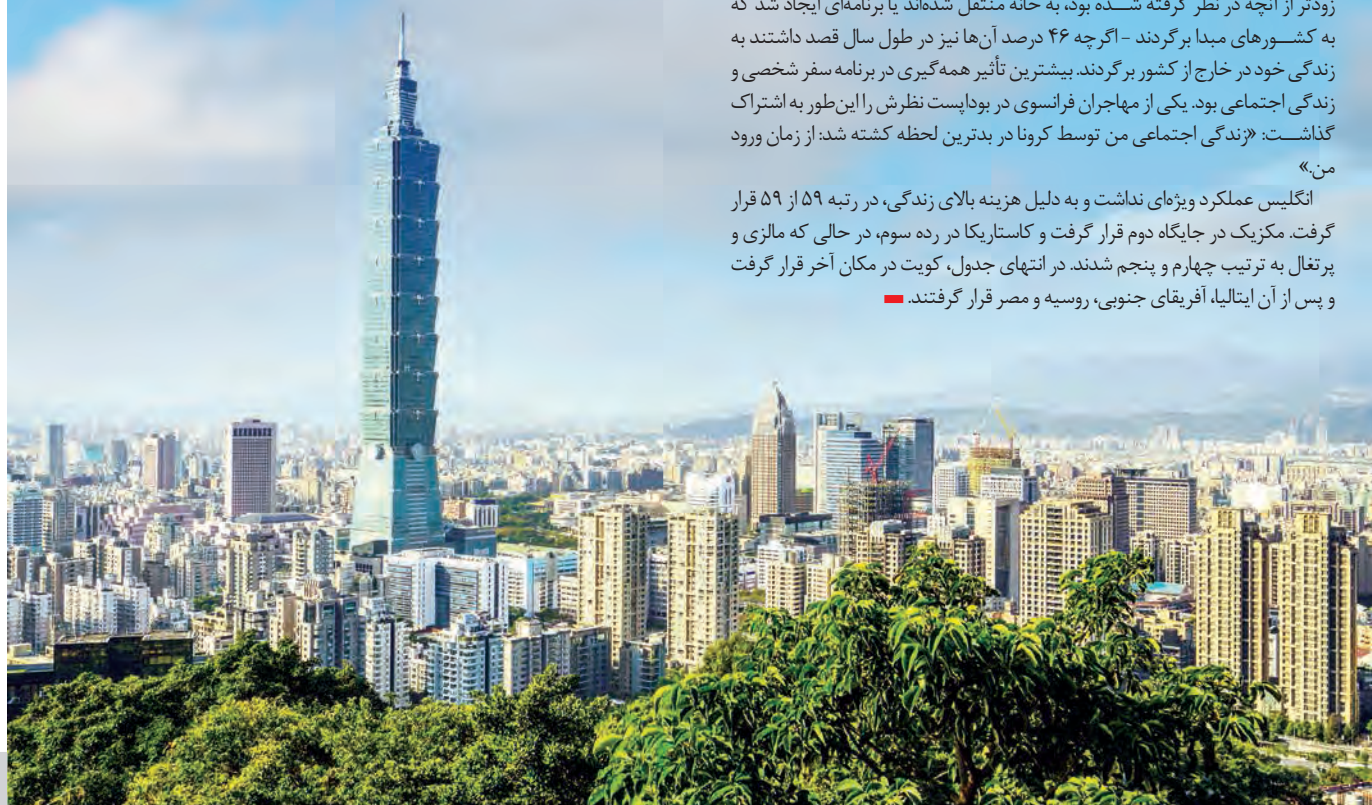 زودتر از آنچه در نظر گرفته شده بود، به خانه منتقل شده‌اند یا برنامه‌ای ایجاد شد که
به کشورهای مبدا برگردند - اگرچه ۴۶ درصد آن‌ها نیز در طول سال قصد داشتند به
زندگی خود در خارج از کشور برگردند. بیشترین تأثیر همه‌گیری در برنامه سفر شخصی و
زندگی اجتماعی بود. یکی از مهاجران فرانسوی در بوداپست نظرش را این‌طور به اشتراک
گذاشت: «زندگی اجتماعی من توسط کرونا در بدترین لحظه کشته شد: از زمان ورود
من.»
انگلیس عملکرد ویژه‌ای نداشت و به دلیل هزینه بالای زندگی، در رتبه ۵۹ از ۵۹ قرار
گرفت. مکزیک در جایگاه دوم قرار گرفت و کاستاریکا در رده سوم، در حالی که مالزی و
پرتغال به ترتیب چهارم و پنجم شدند. در انتهای جدول، کویت در مکان آخر قرار گرفت
و پس از آن ایتالیا، آفریقای جنوبی، روسیه و مصر قرار گرفتند.